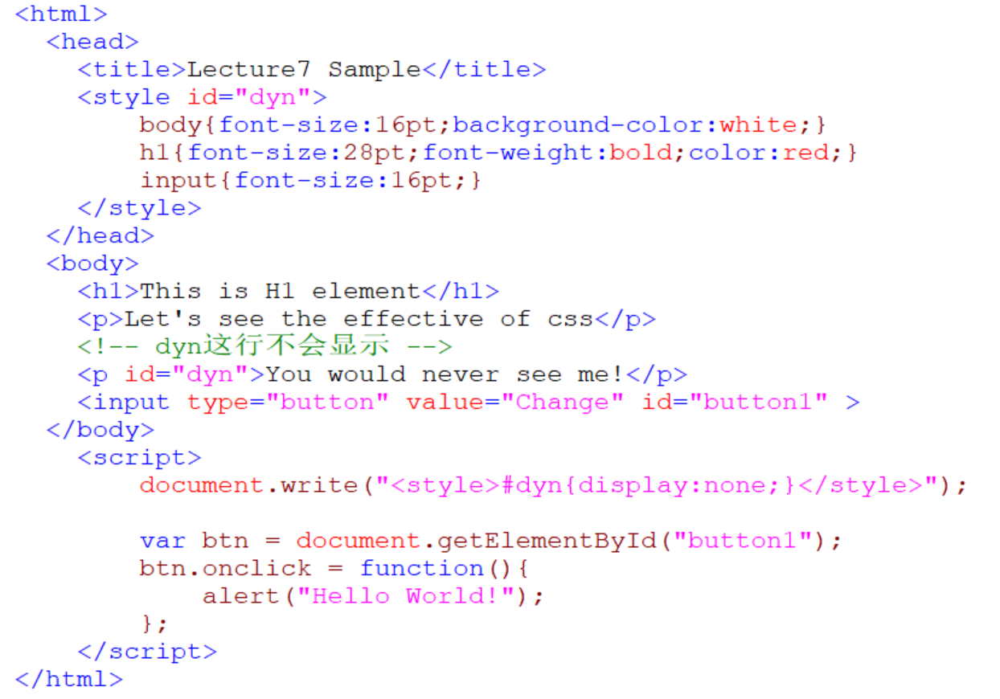 <html>
<head>
<title>Lecture7 Sample</title>
<style id="dyn">
body{font-size:16pt;background-color:white;}
h1{font-size:28pt;font-weight:bold;color:red;}
input{font-size:16pt;}
</style>
</head>
<body>
<h1>This is H1 element</h1>
<p>Let's see the effective of css</p>
<!-- dyn这行不会显示 -->
<p id="dyn">You would never see me!</p>
<input type="button" value="Change" id="button1" >
</body>
<script>
document.write("<style>#dyn{display:none;}</style>");
var btn = document.getElementById("button1");
btn.onclick = function(){
alert("Hello World!");
};
</script>
</html>